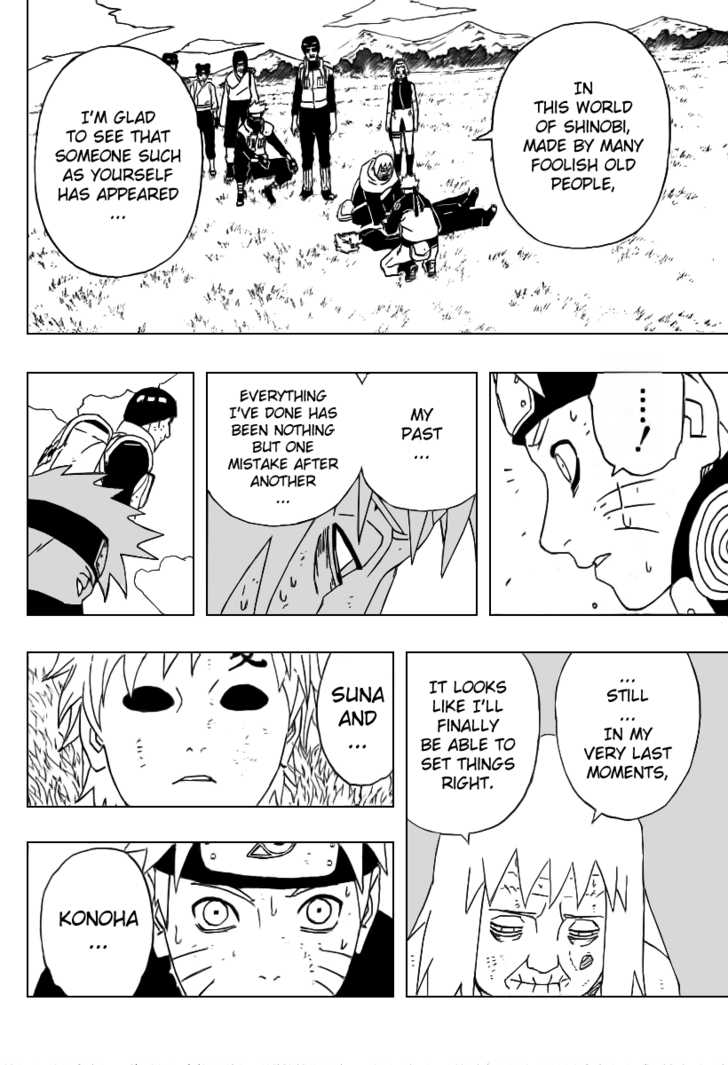 IN
THIS WORLD
OF SHINOBI,
MADE BY MANY
FOOLISH OLD
PEOPLE,
I'M GLAD
TO SEE THAT
SOMEONE SUCH
AS YOURSELF
HAS APPEARED
...
......!
MY
PAST
...
EVERYTHING
I'VE DONE HAS
BEEN NOTHING
BUT ONE
MISTAKE AFTER
ANOTHER
...
...
STILL
...
IN MY
VERY LAST
MOMENTS,
IT LOOKS
LIKE I'LL
FINALLY
BE ABLE TO
SET THINGS
RIGHT.
SUNA
AND
...
KONOHA
...